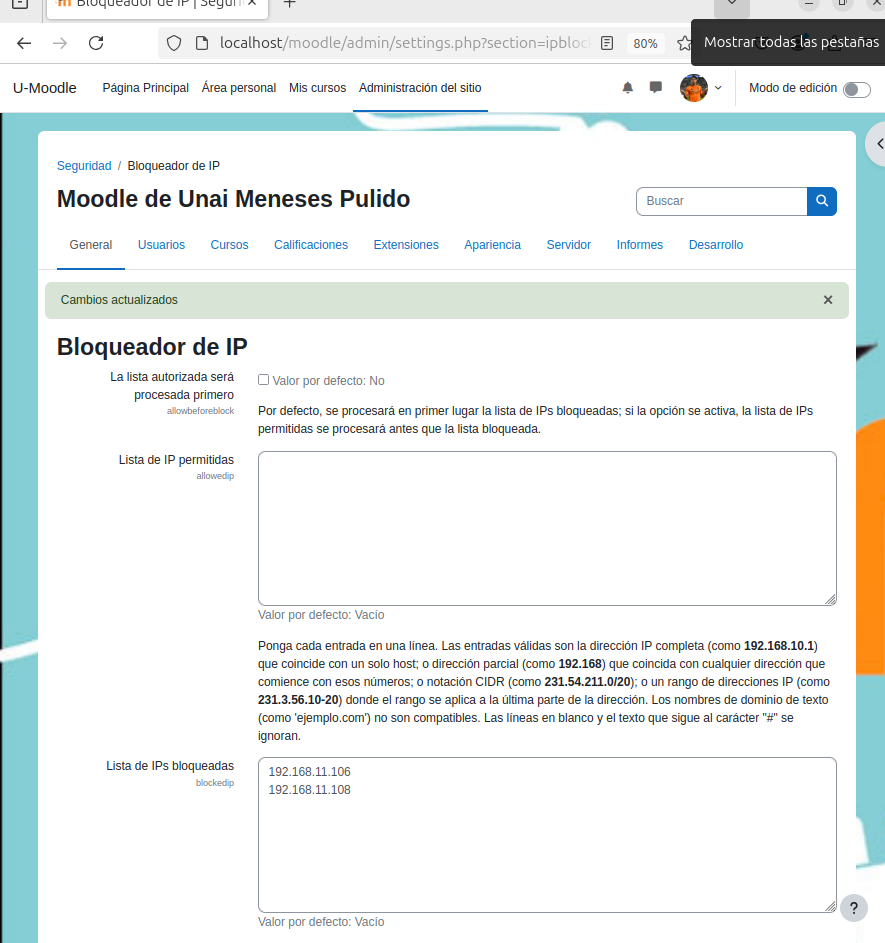 Bloqueador de IP | Seguri
localhost/moodle/admin/settings.php?section=ipbloc
80%
Mostrar todas las pestañas
U-Moodle
Página Principal
Área personal
Mis cursos
Administración del sitio
Modo de edición
Seguridad / Bloqueador de IP
Moodle de Unai Meneses Pulido
Buscar
General
Usuarios
Cursos
Calificaciones
Extensiones
Apariencia
Servidor
Informes
Desarrollo
Cambios actualizados
×
Bloqueador de IP
La lista autorizada será
procesada primero
allowbeforeblock
Valor por defecto: No
Por defecto, se procesará en primer lugar la lista de IPs bloqueadas; si la opción se activa, la lista de IPs
permitidas se procesará antes que la lista bloqueada.
Lista de IP permitidas
allowedip
Valor por defecto: Vacío
Ponga cada entrada en una línea. Las entradas válidas son la dirección IP completa (como 192.168.10.1)
que coincide con un solo host; o dirección parcial (como 192.168) que coincida con cualquier dirección que
comience con esos números; o notación CIDR (como 231.54.211.0/20); o un rango de direcciones IP (como
231.3.56.10-20) donde el rango se aplica a la última parte de la dirección. Los nombres de dominio de texto
(como 'ejemplo.com') no son compatibles. Las líneas en blanco y el texto que sigue al carácter "#" se
ignoran.
Lista de IPs bloqueadas
blockedip
192.168.11.106
192.168.11.108
Valor por defecto: Vacío
?